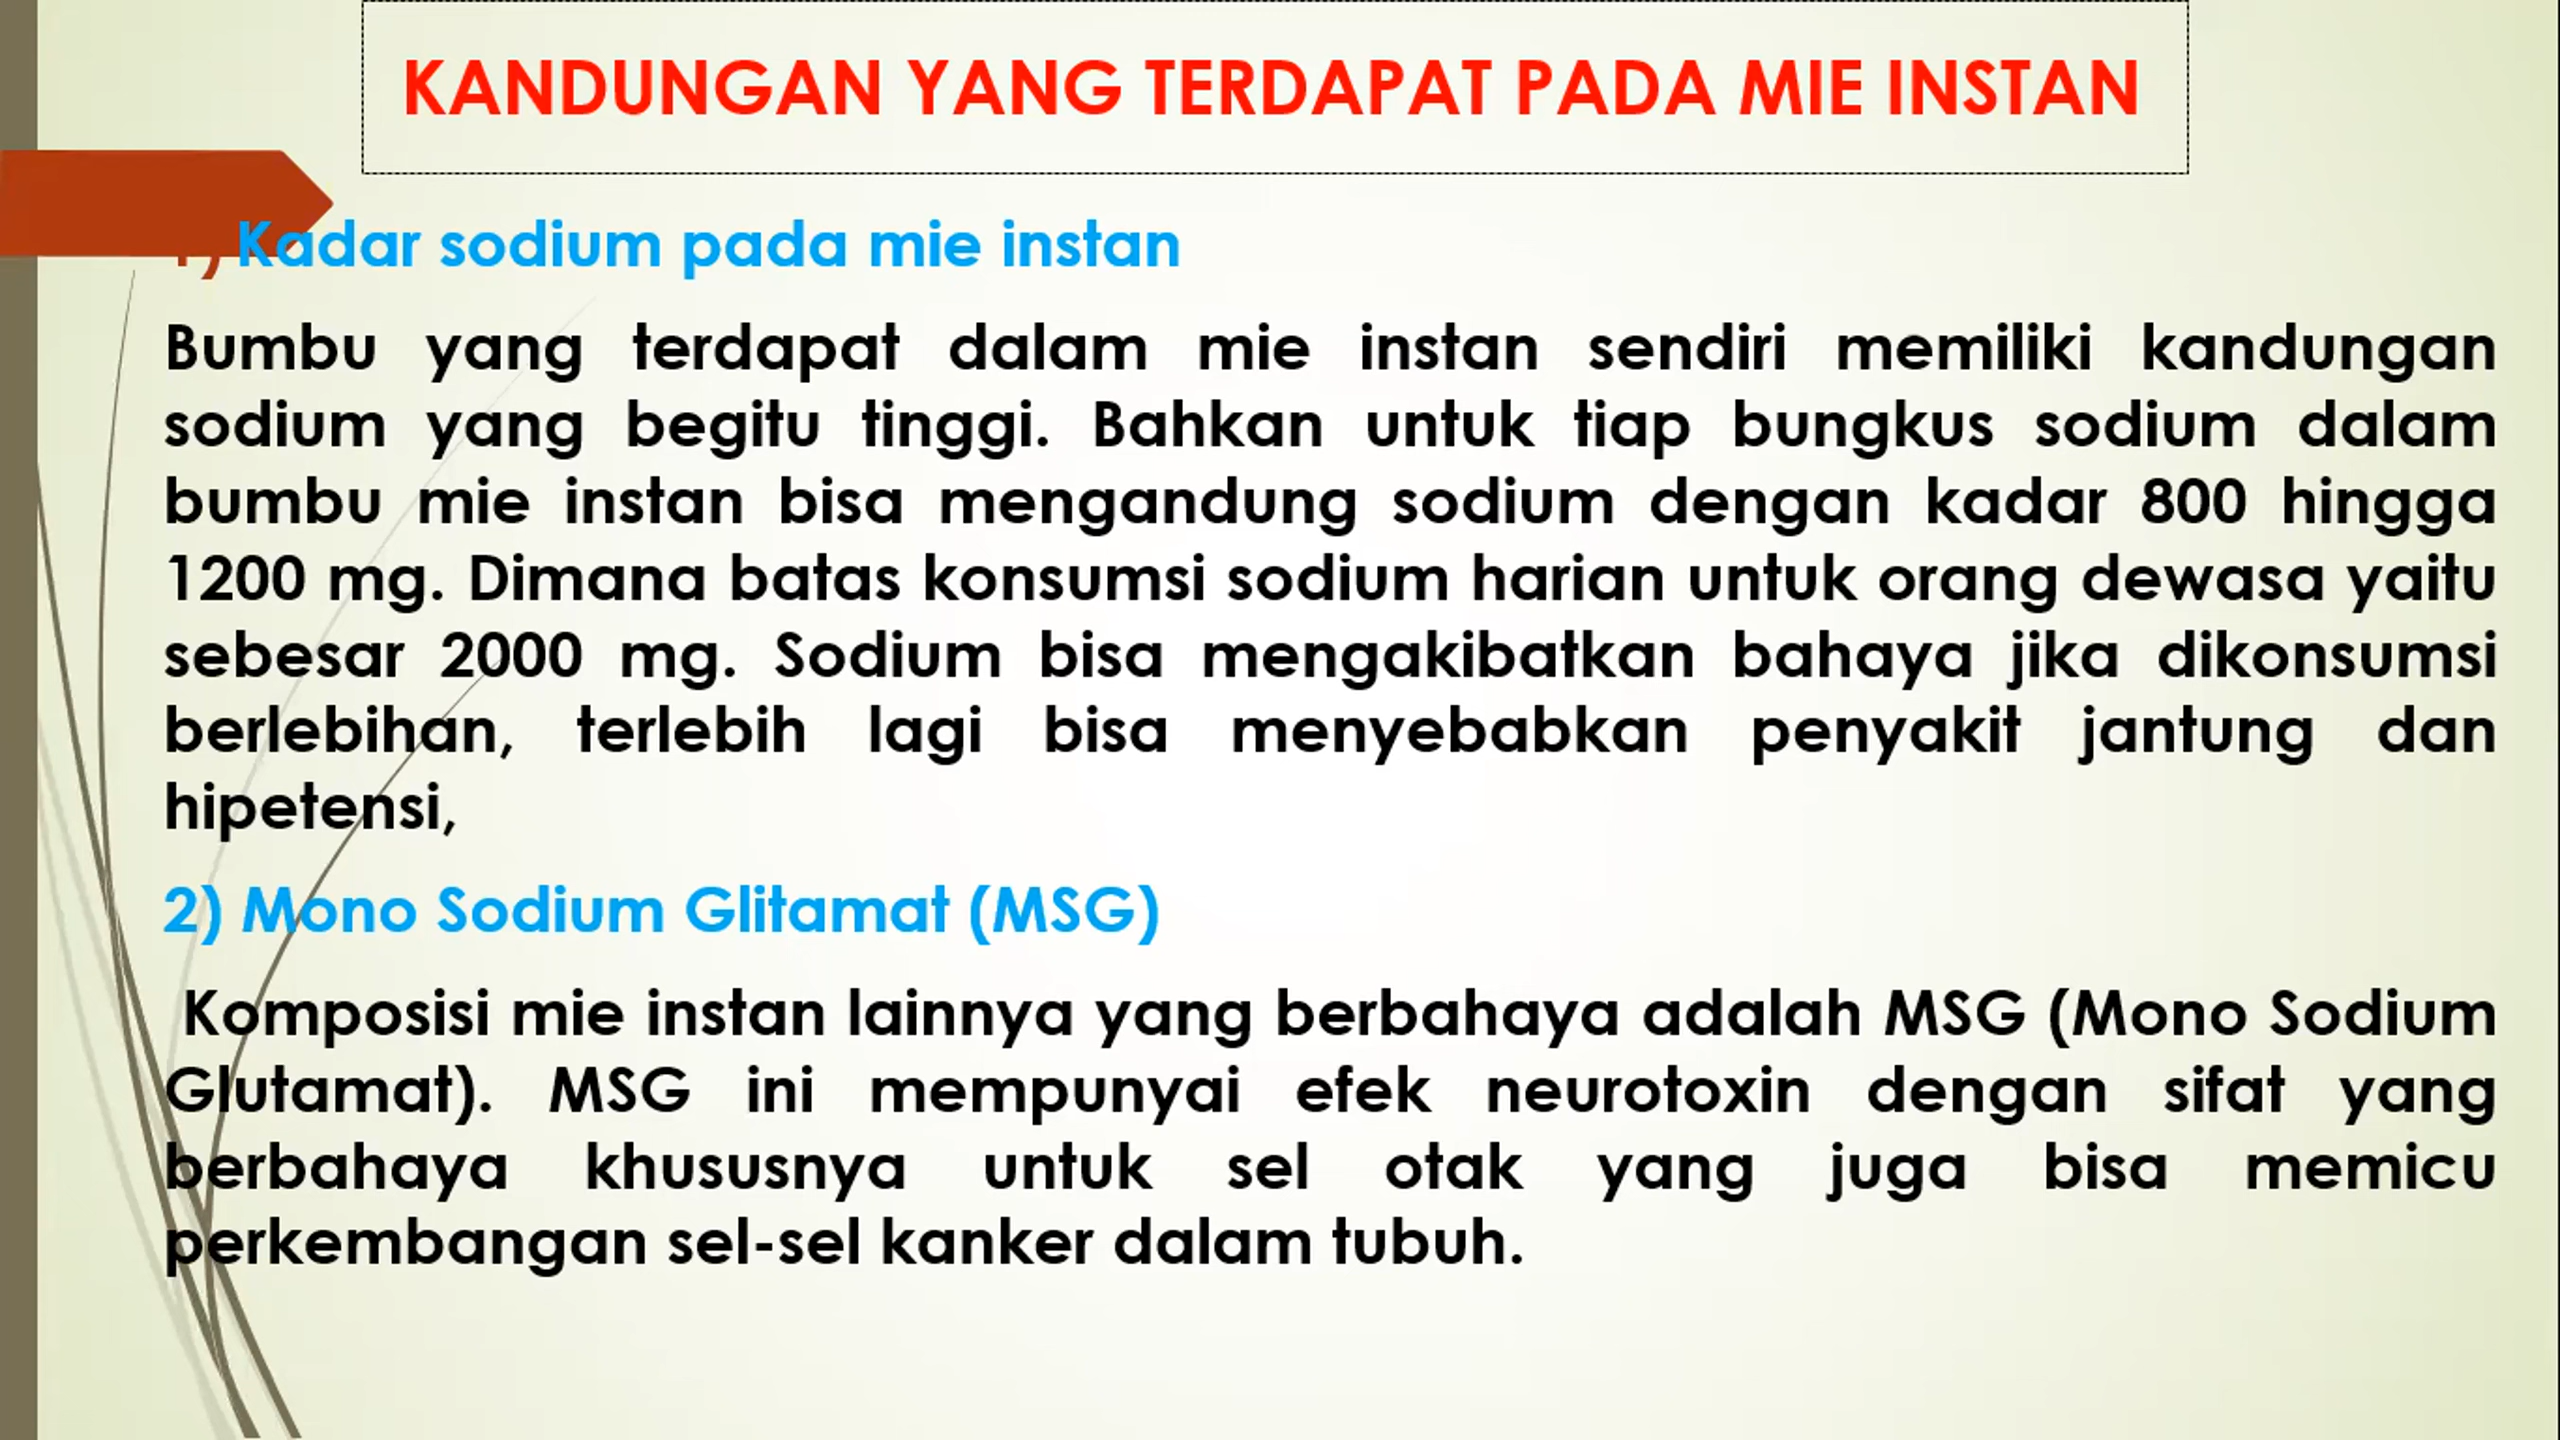 KANDUNGAN YANG TERDAPAT PADA MIE INSTAN
1) Kadar sodium pada mie instan
Bumbu yang terdapat dalam mie instan sendiri memiliki kandungan
sodium yang begitu tinggi. Bahkan untuk tiap bungkus sodium dalam
bumbu mie instan bisa mengandung sodium dengan kadar 800 hingga
1200 mg. Dimana batas konsumsi sodium harian untuk orang dewasa yaitu
sebesar 2000 mg. Sodium bisa mengakibatkan bahaya jika dikonsumsi
berlebihan, terlebih lagi bisa menyebabkan penyakit jantung dan
hipetensi,
2) Mono Sodium Glitamat (MSG)
Komposisi mie instan lainnya yang berbahaya adalah MSG (Mono Sodium
Glutamat). MSG ini mempunyai efek neurotoxin dengan sifat yang
berbahaya khususnya untuk sel otak yang juga bisa memicu
perkembangan sel-sel kanker dalam tubuh.